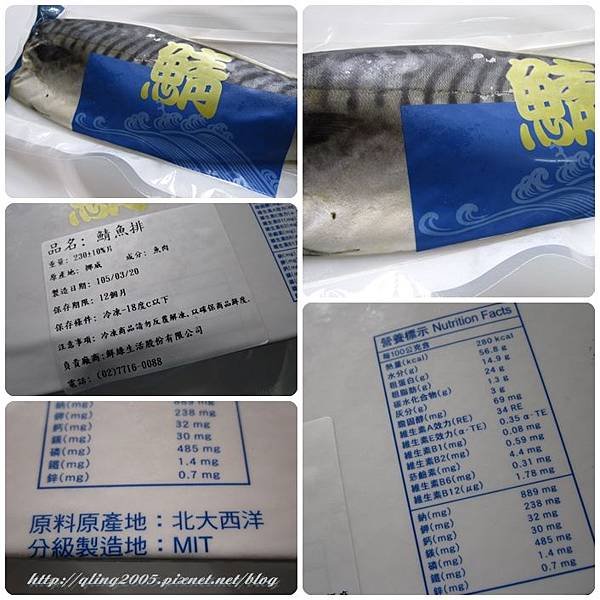 鯖
鯖
品名: 鯖魚排
重量: 230±10%/片 成分: 魚肉
原產地: 挪威
製造日期: 105/03/20
保存期限: 12個月
保存條件: 冷凍-18度c以下
注意事項: 冷凍商品請勿反覆解凍,以確保商品鮮度.
負責廠商:鮮綠生活股份有限公司
電話: (02)7716-0088
鈉(mg) 889 mg
鉀(mg) 238 mg
鈣(mg) 32 mg
鎂(mg) 30 mg
磷(mg) 485 mg
鐵(mg) 1.4 mg
鋅(mg) 0.7 mg
原料原產地：北大西洋
分級製造地：MIT
http://qling2005.pixnet.net/blog
營養標示 Nutrition Facts
每100公克含
熱量(kcal) 280 kcal
水分(g) 56.8 g
粗蛋白(g) 14.9 g
粗脂肪(g) 24 g
碳水化合物(g) 1.3 g
灰分(g) 3 g
膽固醇(mg) 69 mg
維生素A效力(RE) 34 RE
維生素E效力(α-TE) 0.35 α-TE
維生素B1(mg) 0.08 mg
維生素B2(mg) 0.59 mg
菸鹼素(mg) 4.4 mg
維生素B6(mg) 0.31 mg
維生素B12(μg) 1.78 mg
鈉(mg) 889 mg
鉀(mg) 238 mg
鈣(mg) 32 mg
鎂(mg) 30 mg
磷(mg) 485 mg
鐵(mg) 1.4 mg
鋅(mg) 0.7 mg